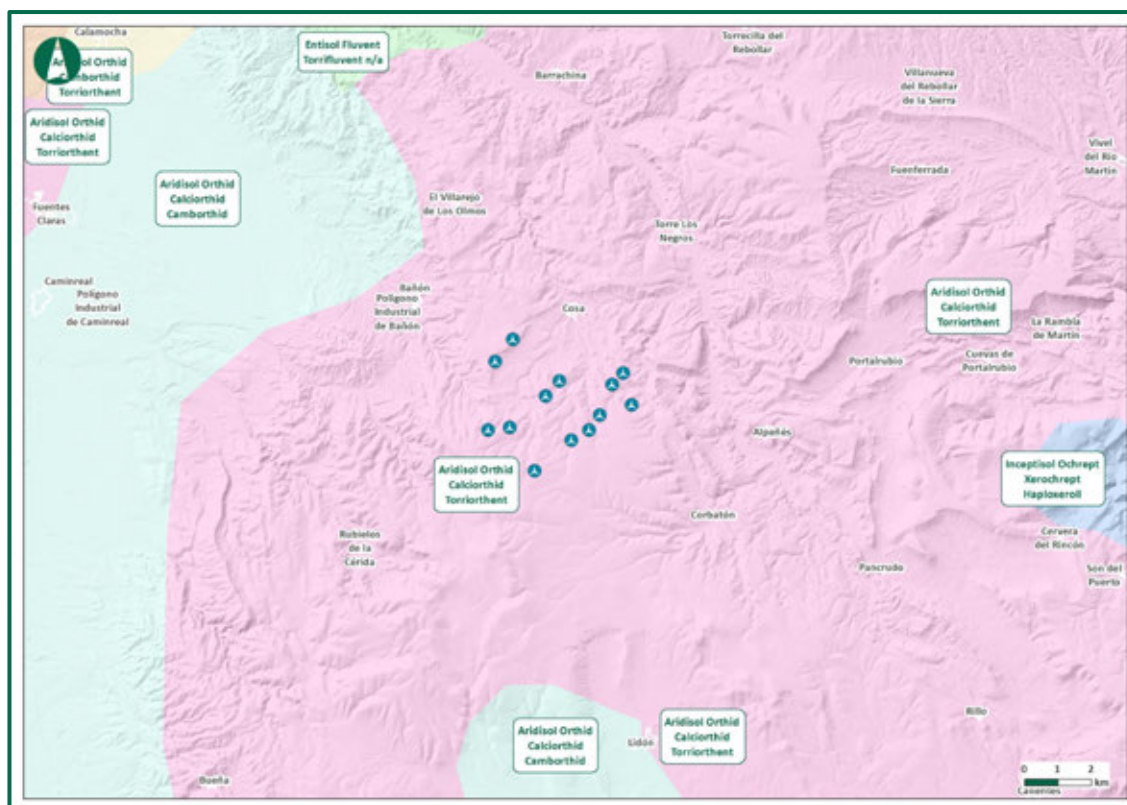 Calamocha
Aridisol Orthid
Camborthid
Torriorthent
Entisol Fluvent
Torrifluvent n/a
Torrecilla del
Rebollar
Barrachina
Villanueva
del Rebollar
de la Sierra
Aridisol Orthid
Calciorthid
Torriorthent
Vivel
del Río
Martín
Fuenferrada
Aridisol Orthid
Calciorthid
Camborthid
Fuentes
Claras
El Villarejo
de Los Olmos
Torre Los
Negros
Caminreal
Polígono
Industrial
de Caminreal
Bañón
Polígono
Industrial
de Bañón
Cosa
Aridisol Orthid
Calciorthid
Torriorthent
La Rambla
de Martín
Portalrubio
Cuevas de
Portalrubio
Alpeñés
Aridisol Orthid
Calciorthid
Torriorthent
Inceptisol Ochrept
Xerochrept
Haploxeroll
Corbatón
Rubielos
de la
Cérida
Cervera
del Rincón
Pancrudo
Son del
Puerto
Rillo
Aridisol Orthid
Calciorthid
Camborthid
Lidón
Aridisol Orthid
Calciorthid
Torriorthent
Bueña
0 1 2
km